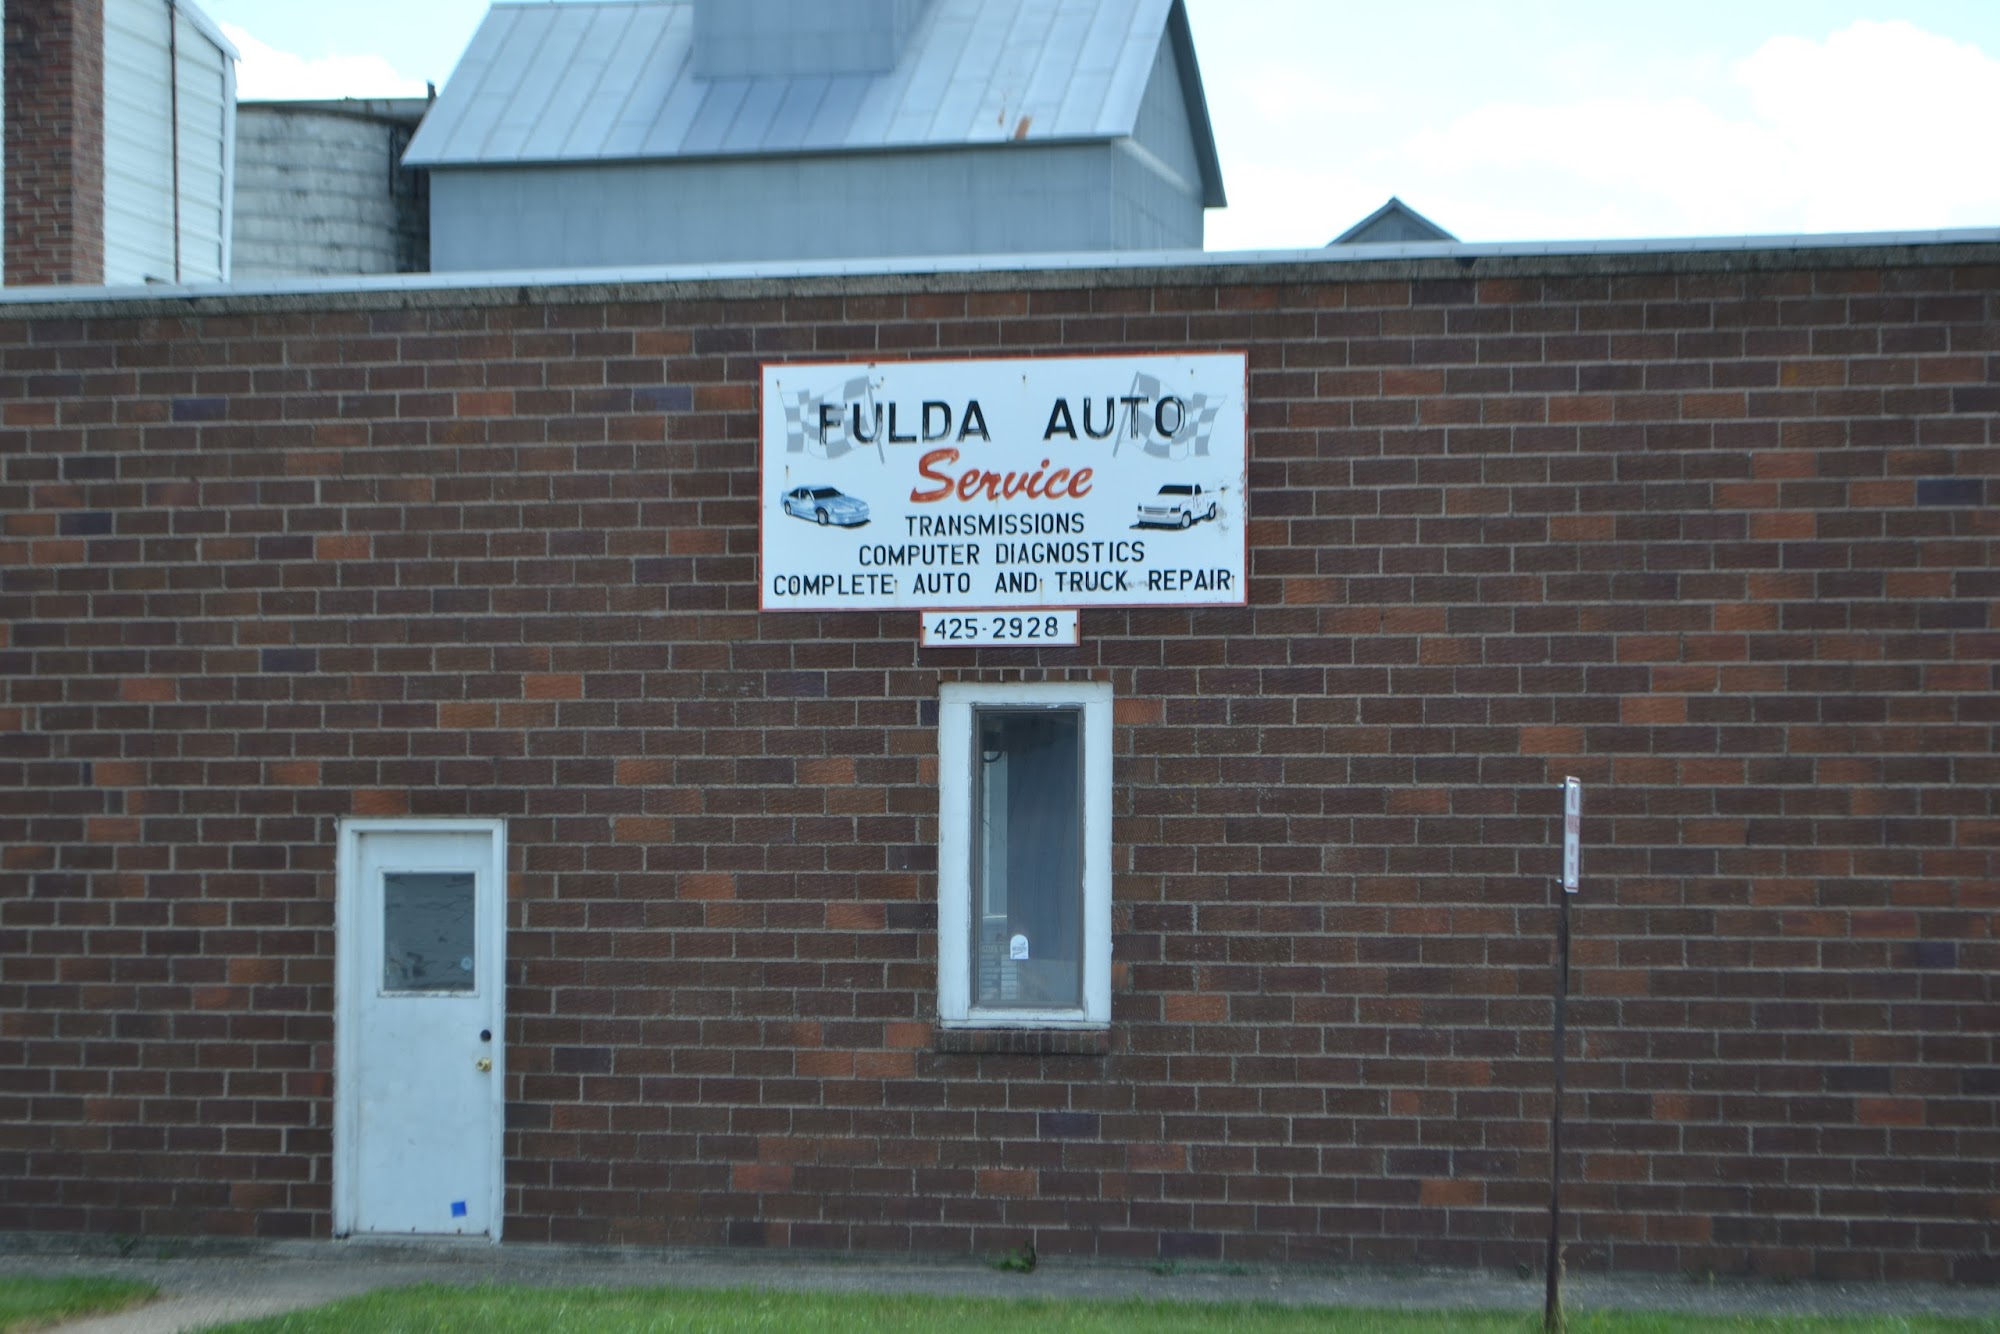 FULDA AUTO
Service
TRANSMISSIONS
COMPUTER DIAGNOSTICS
COMPLETE AUTO AND TRUCK REPAIR
425-2928